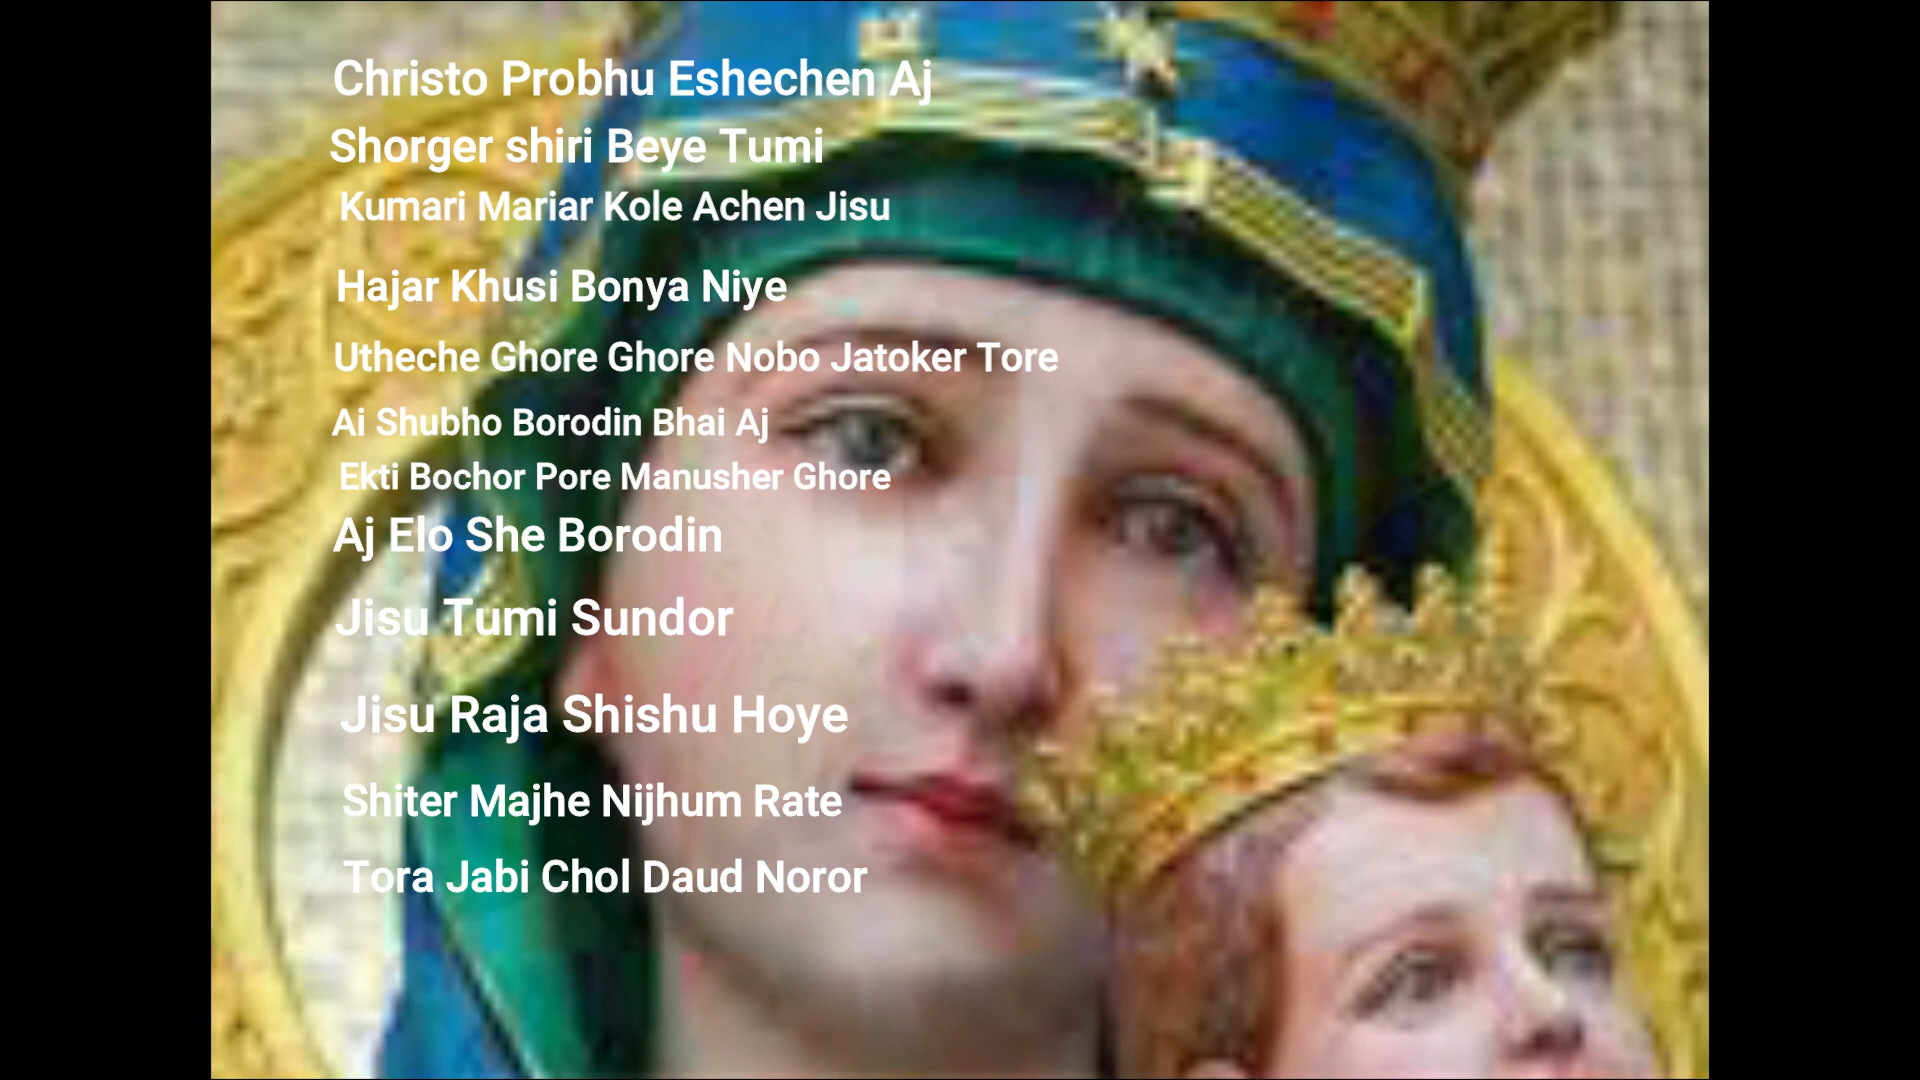 Christo Probhu Eshechen Aj
Shorger shiri Beye Tumi
Kumari Mariar Kole Achen Jisu
Hajar Khusi Bonya Niye
Utheche Ghore Ghore Nobo Jatoker Tore
Ai Shubho Borodin Bhai Aj
Ekti Bochor Pore Manusher Ghore
Aj Elo She Borodin
Jisu Tumi Sundor
Jisu Raja Shishu Hoye
Shiter Majhe Nijhum Rate
Tora Jabi Chol Daud Noror